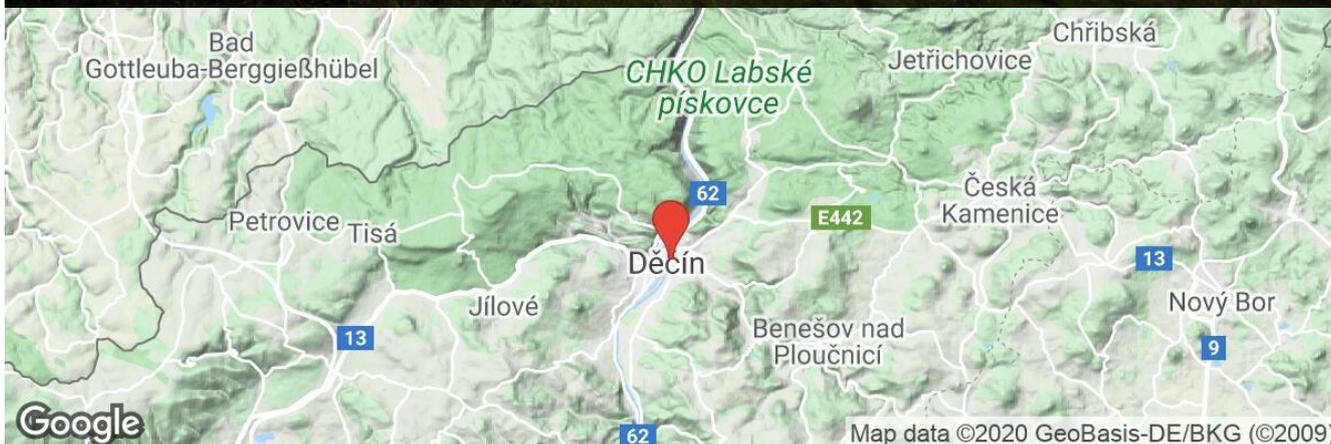 Bad
Gottleuba-Berggießhübel
Chřibská
Jetřichovice
CHKO Labské
pískovce
62
Česká
Kamenice
Petrovice
Tisá
E442
Děčín
13
Jílové
Nový Bor
Benešov nad
Ploučnicí
13
9
62
Google
Map data ©2020 GeoBasis-DE/BKG (©2009